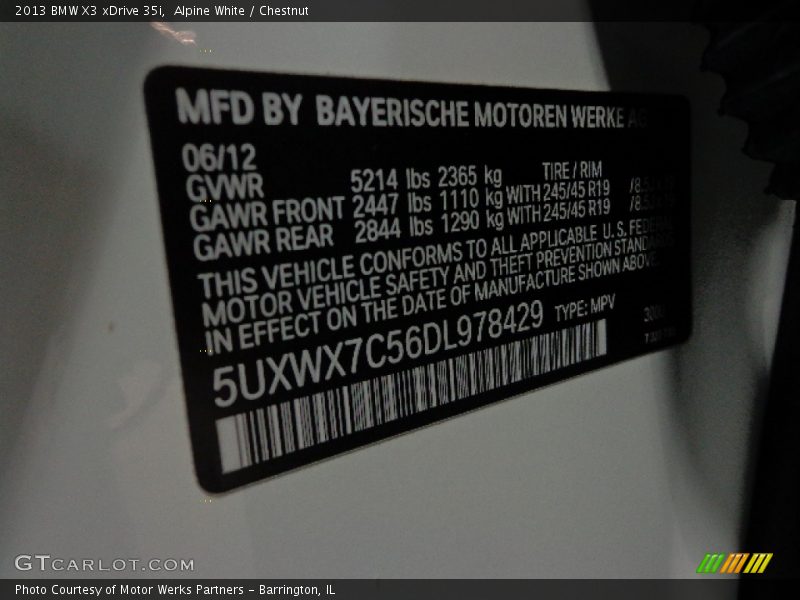 2013 BMW X3 xDrive 35i, Alpine White / Chestnut
MFD BY BAYERISCHE MOTOREN WERKE AG
06/12
GVWR 5214 lbs 2365 kg TIRE / RIM
GAWR FRONT 2447 lbs 1110 kg WITH 245/45 R19
GAWR REAR 2844 lbs 1290 kg WITH 245/45 R19
THIS VEHICLE CONFORMS TO ALL APPLICABLE U.S. FEDERAL
MOTOR VEHICLE SAFETY AND THEFT PREVENTION STANDARDS
IN EFFECT ON THE DATE OF MANUFACTURE SHOWN ABOVE.
5UXWX7C56DL978429 TYPE: MPV
GTCARLOT.COM
Photo Courtesy of Motor Werks Partners - Barrington, IL